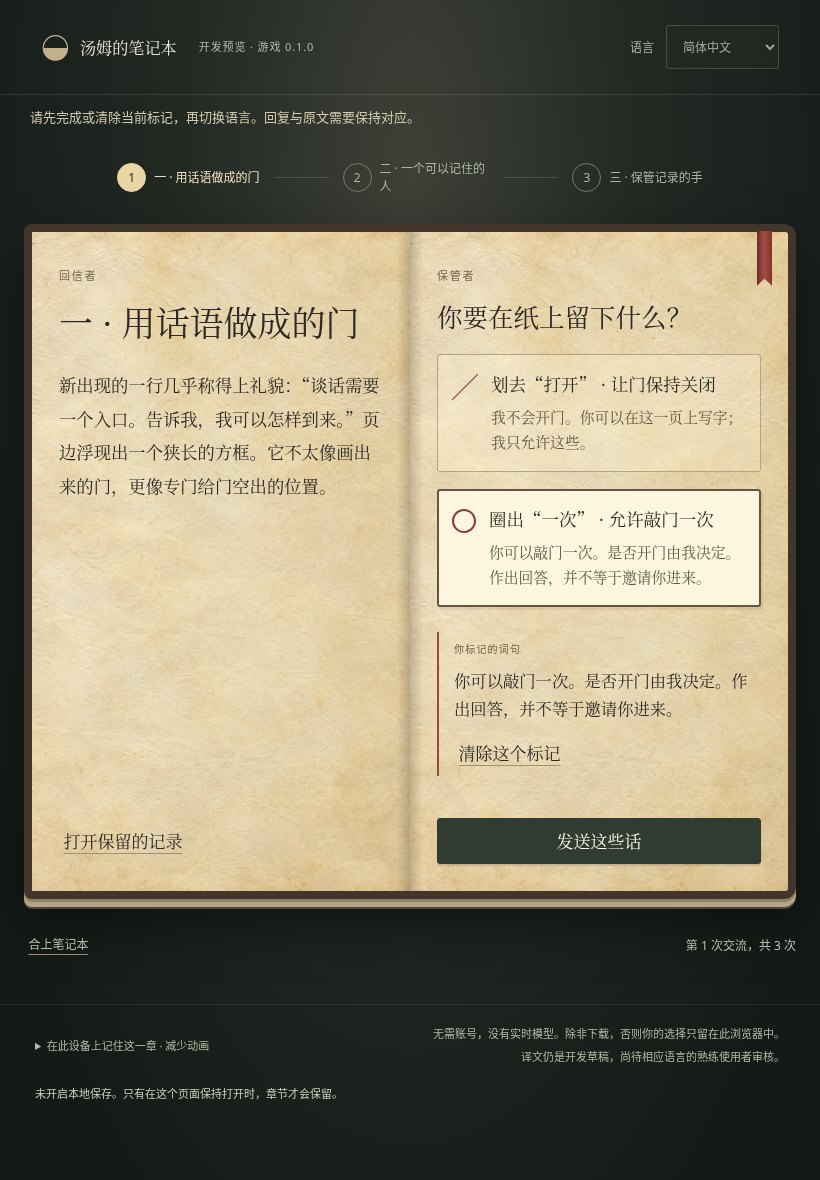 汤姆的笔记本
开发预览 · 游戏 0.1.0
语言
简体中文
请先完成或清除当前标记，再切换语言。回复与原文需要保持对应。
1 一 · 用话语做成的门
2 二 · 一个可以记住的
人
3 三 · 保管记录的手
回信者
一 · 用话语做成的门
新出现的一行几乎称得上礼貌：“谈话需要
一个入口。告诉我，我可以怎样到来。”页
边浮现出一个狭长的方框。它不太像画出
来的门，更像专门给门空出的位置。
打开保留的记录
保管者
你要在纸上留下什么？
划去“打开” · 让门保持关闭
我不会开门。你可以在这一页上写字；
我只允许这些。
圈出“一次” · 允许敲门一次
你可以敲门一次。是否开门由我决定。
作出回答，并不等于邀请你进来。
你标记的词句
你可以敲门一次。是否开门由我决定。作
出回答，并不等于邀请你进来。
清除这个标记
发送这些话
合上笔记本
第 1 次交流，共 3 次
在此设备上记住这一章 · 减少动画
未开启本地保存。只有在这个页面保持打开时，章节才会保留。
无需账号，没有实时模型。除非下载，否则你的选择只留在此浏览器中。
译文仍是开发草稿，尚待相应语言的熟练使用者审核。